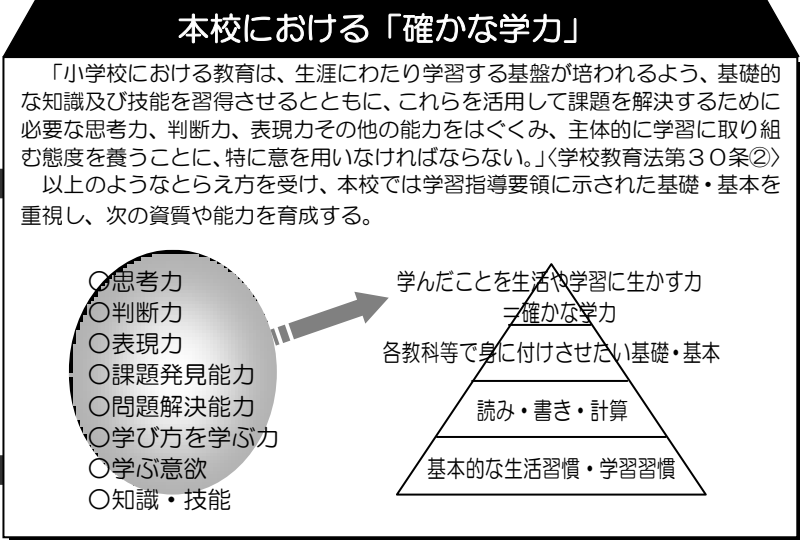 本校における「確かな学力」
「小学校における教育は、生涯にわたり学習する基盤が培われるよう、基礎的
な知識及び技能を習得させるとともに、これらを活用して課題を解決するために
必要な思考力、判断力、表現力その他の能力をはぐくみ、主体的に学習に取り組
む態度を養うことに、特に意を用いなければならない。」〈学校教育法第30条②〉
以上のようなとらえ方を受け、本校では学習指導要領に示された基礎・基本を
重視し、次の資質や能力を育成する。
○思考力
○判断力
○表現力
○課題発見能力
○問題解決能力
○学び方を学ぶ力
○学ぶ意欲
○知識・技能
学んだことを生活や学習に生かす力
=確かな学力
各教科等で身に付けさせたい基礎・基本
読み・書き・計算
基本的な生活習慣・学習習慣